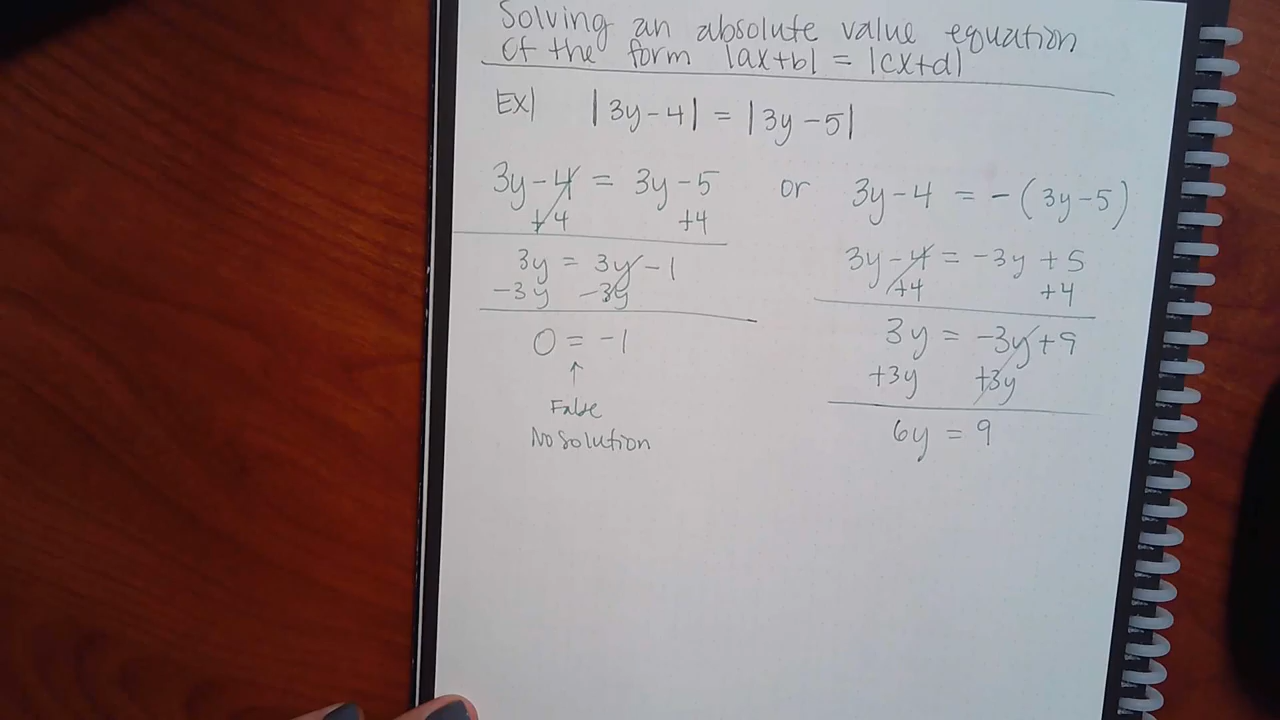 Solving an absolute value equation
of the form |ax+b| = |cx+d|
EX| |3y-4| = |3y-5|
3y-4 = 3y-5 or 3y-4 = -(3y-5)
+4 +4
3y = 3y-1
-3y -3y
0 = -1
↑
False
No solution
3y-4 = -3y+5
+4 +4
3y = -3y+9
+3y +3y
6y = 9